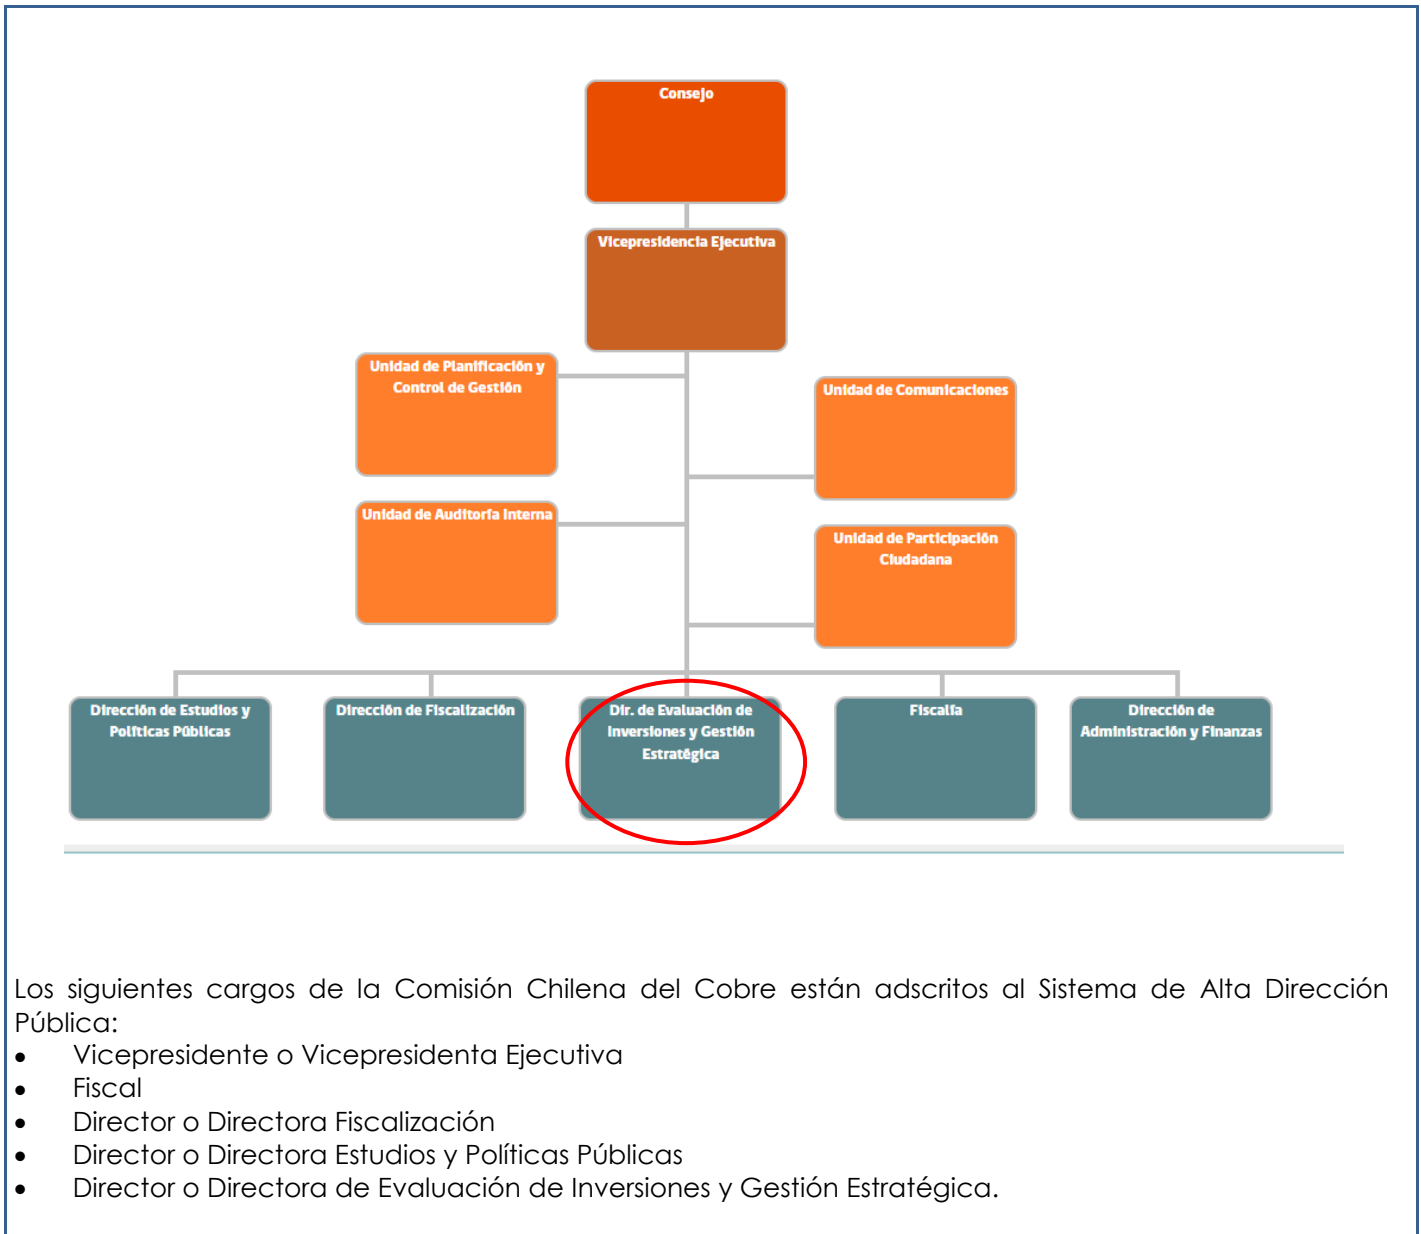 Consejo
Vicepresidencia Ejecutiva
Unidad de Planificación y
Control de Gestión
Unidad de Comunicaciones
Unidad de Auditoría Interna
Unidad de Participación
Ciudadana
Dirección de Estudios y
Políticas Públicas
Dirección de Fiscalización
Dir. de Evaluación de
Inversiones y Gestión
Estratégica
Fiscalía
Dirección de
Administración y Finanzas
Los siguientes cargos de la Comisión Chilena del Cobre están adscritos al Sistema de Alta Dirección
Pública:
• Vicepresidente o Vicepresidenta Ejecutiva
• Fiscal
• Director o Directora Fiscalización
• Director o Directora Estudios y Políticas Públicas
• Director o Directora de Evaluación de Inversiones y Gestión Estratégica.